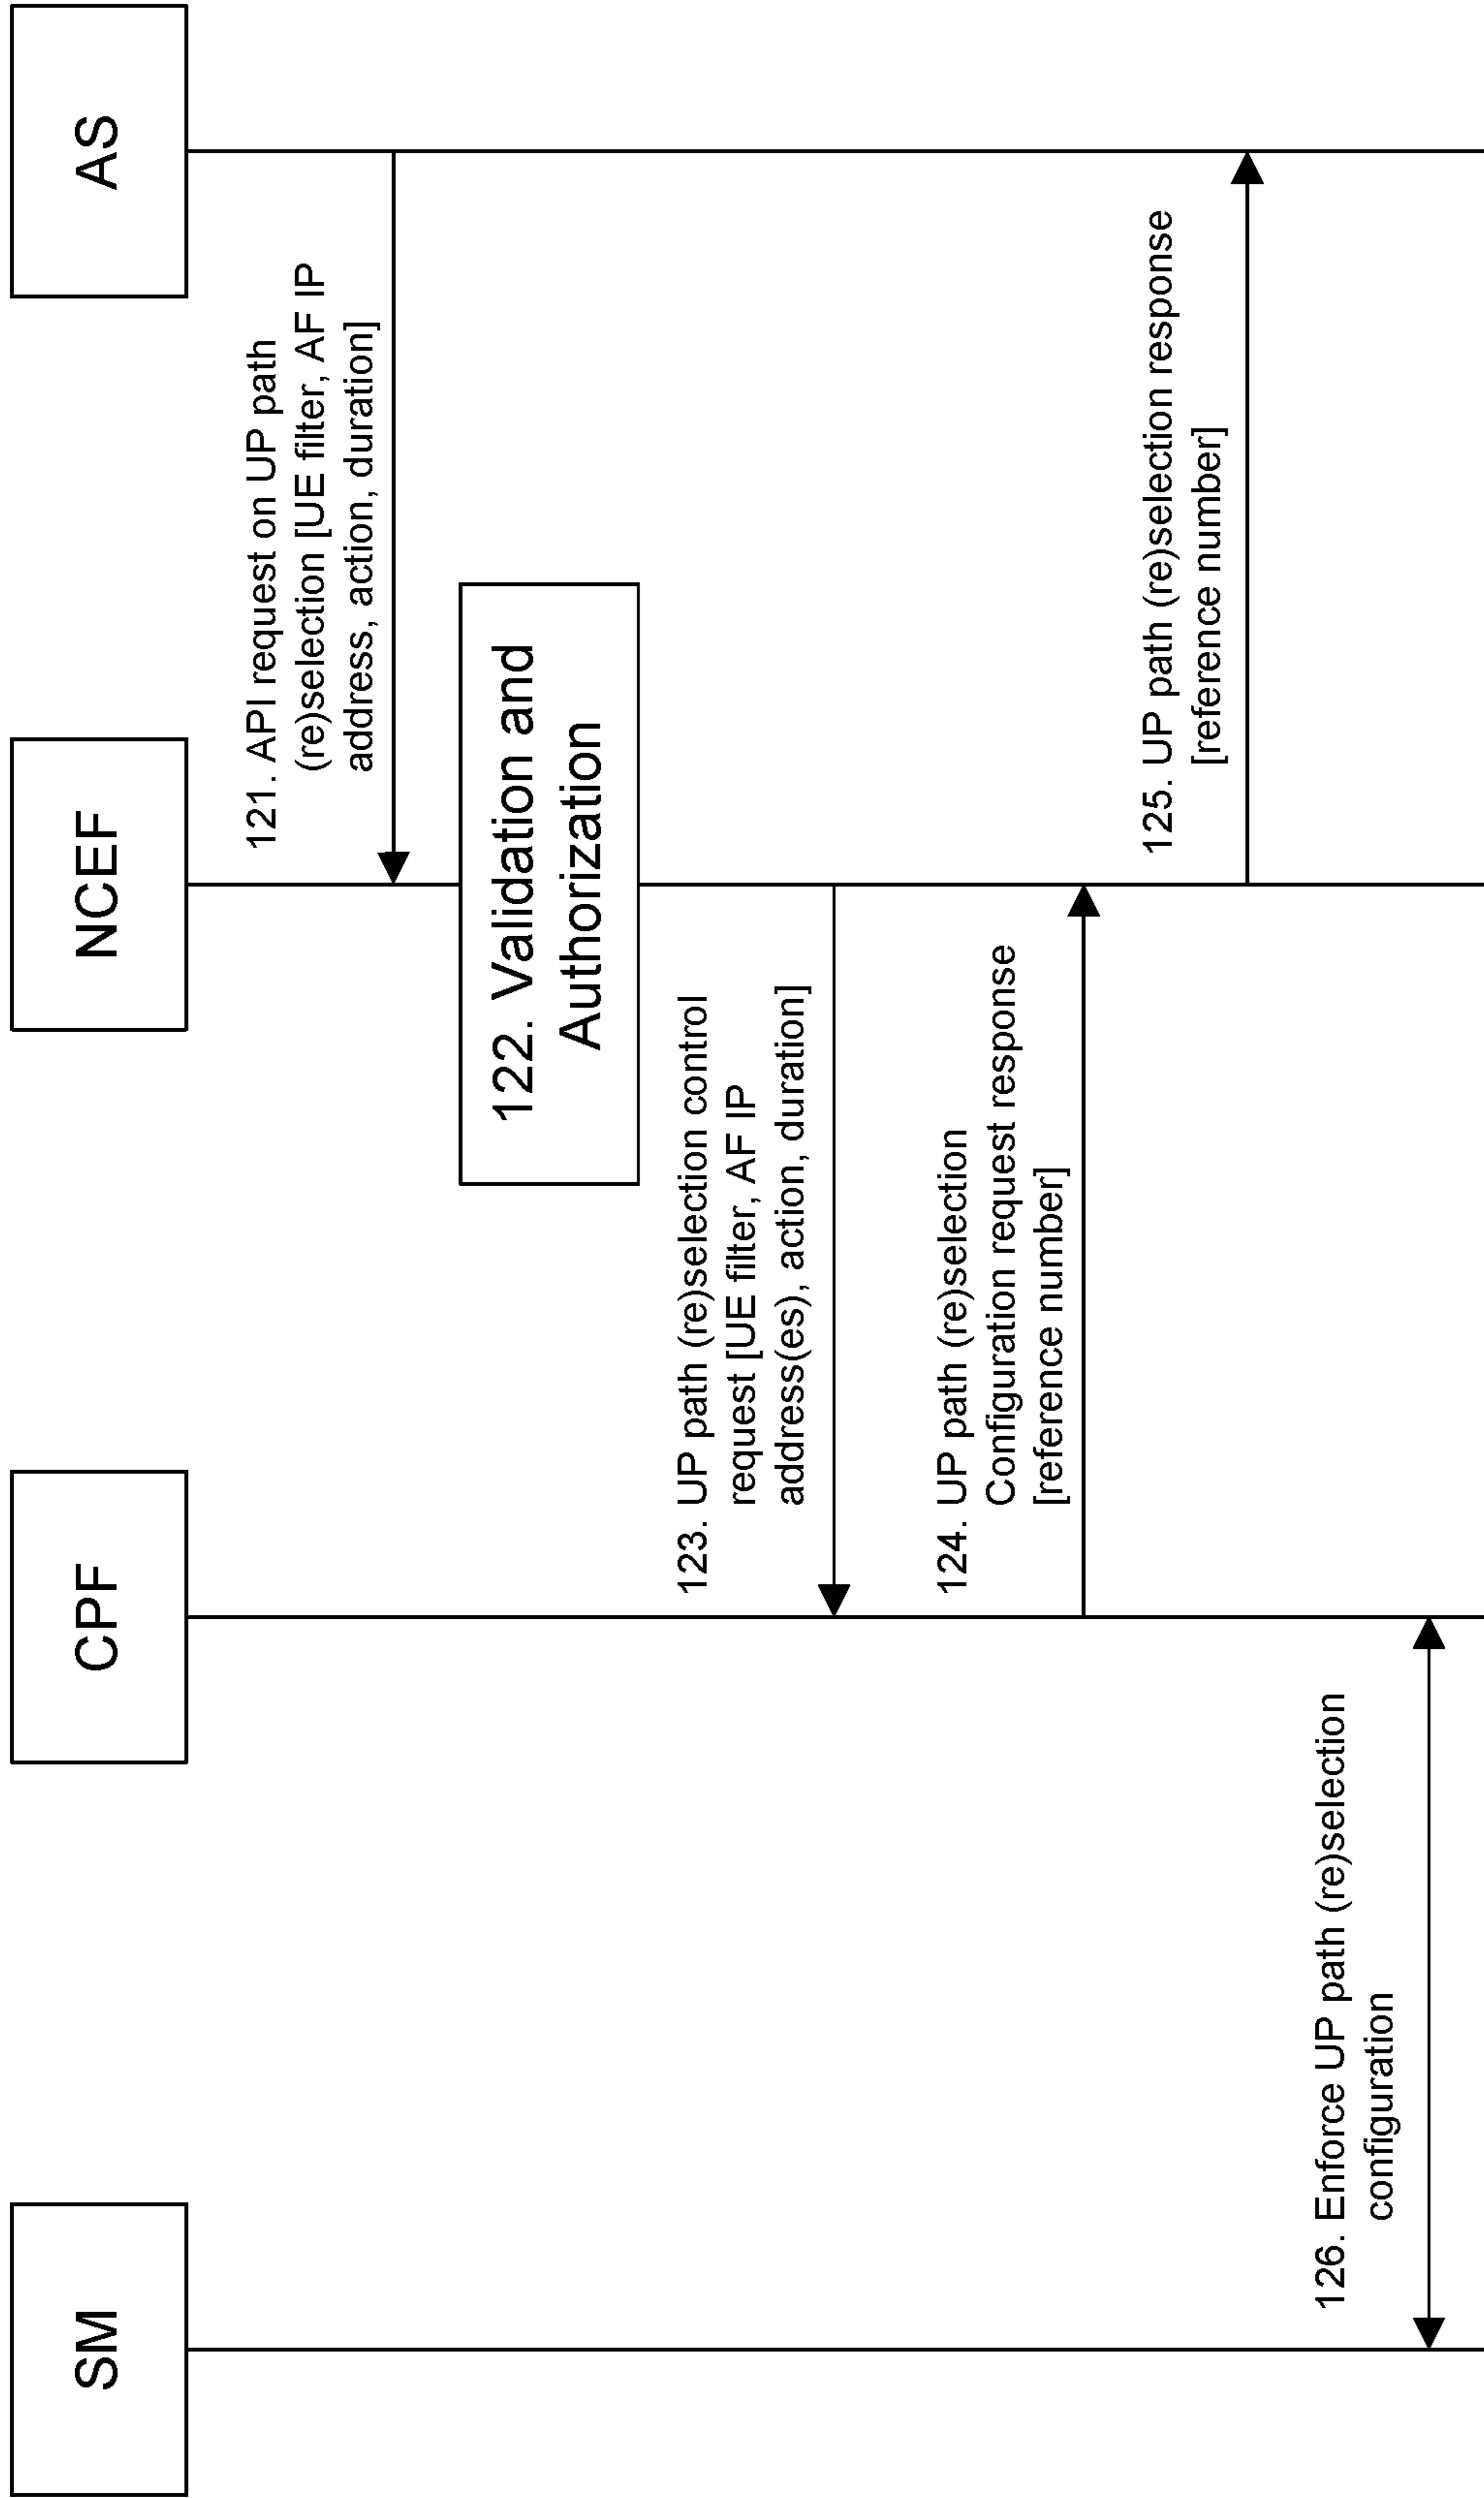 SM
CPF
NCEF
AS
121. API request on UP path
(re)selection [UE filter, AF IP
address, action, duration]
122. Validation and
Authorization
123. UP path (re)selection control
request [UE filter, AF IP
address(es), action, duration]
124. UP path (re)selection
Configuration request response
[reference number]
125. UP path (re)selection response
[reference number]
126. Enforce UP path (re)selection
configuration